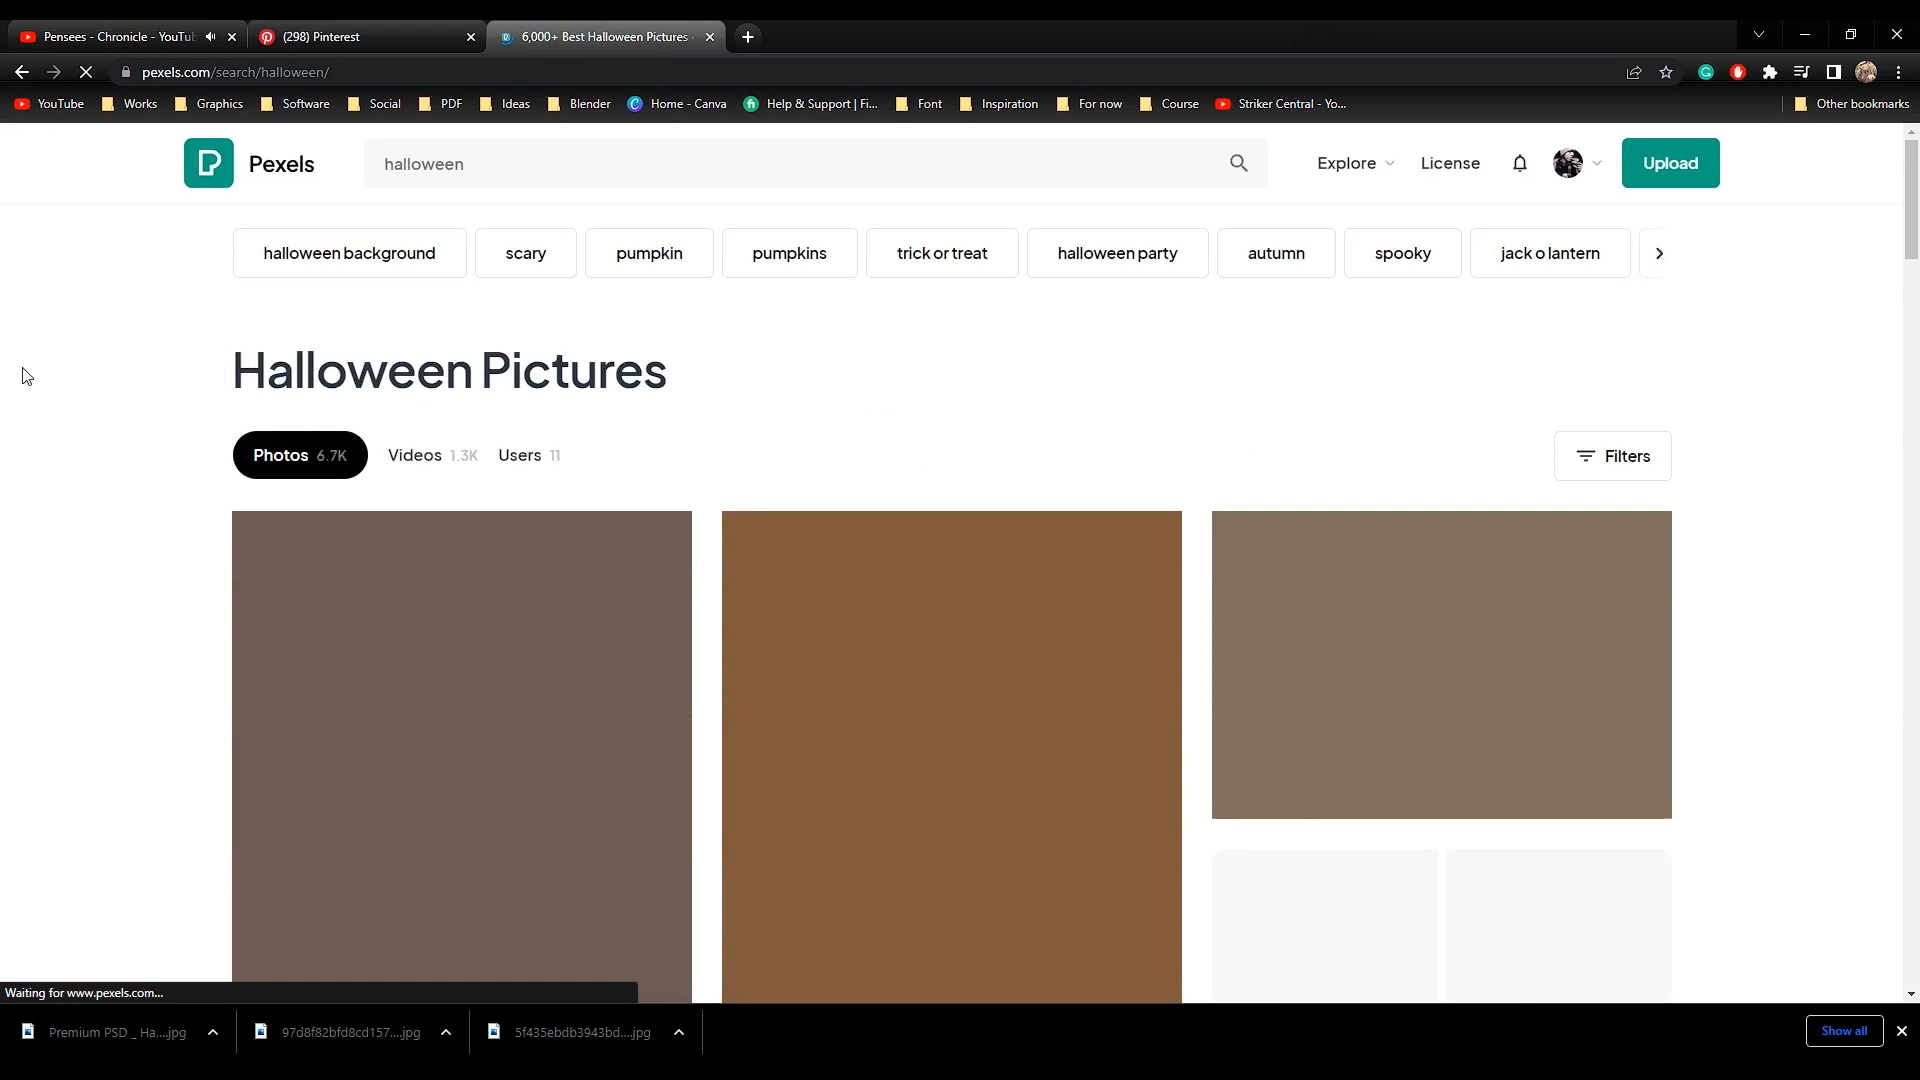 Pensees - Chronicle - YouTub
(298) Pinterest
6,000+ Best Halloween Pictures
pexels.com/search/halloween/
YouTube Works Graphics Software Social PDF Ideas Blender Home - Canva Help & Support | Fi... Font Inspiration For now Course Striker Central - Yo... Other bookmarks
Pexels
halloween
Explore License Upload
halloween background scary pumpkin pumpkins trick or treat halloween party autumn spooky jack o lantern
Halloween Pictures
Photos 6.7K Videos 1.3K Users 11
Filters
Waiting for www.pexels.com...
Premium PSD _ Ha....jpg 97d8f82bfd8cd157....jpg 5f435ebdb3943bd....jpg Show all